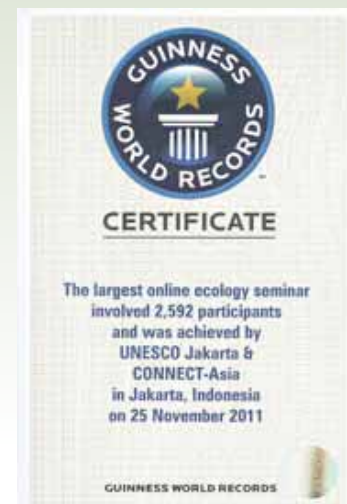 GUINNESS
WORLD RECORDS
CERTIFICATE
The largest online ecology seminar
involved 2,592 participants
and was achieved by
UNESCO Jakarta &
CONNECT-Asia
in Jakarta, Indonesia
on 25 November 2011
GUINNESS WORLD RECORDS